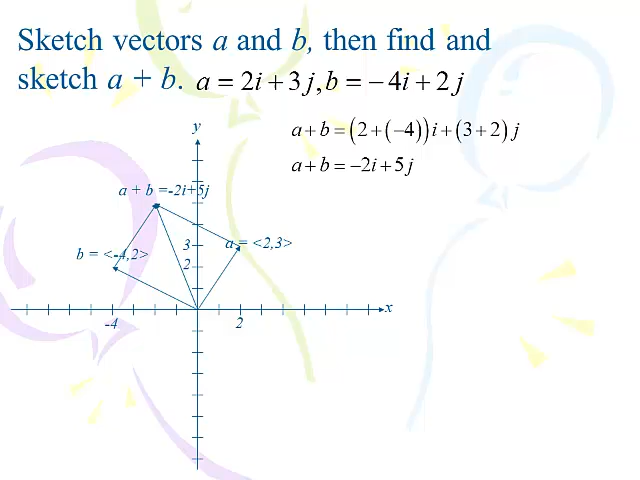 Sketch vectors a and b, then find and
sketch a + b. a = 2i + 3j, b = −4i + 2j
y
a + b = (2 + (−4))i + (3 + 2)j
a + b = −2i + 5j
a + b =-2i+5j
3
a = <2,3>
b = <-4,2>
2
x
-4
2